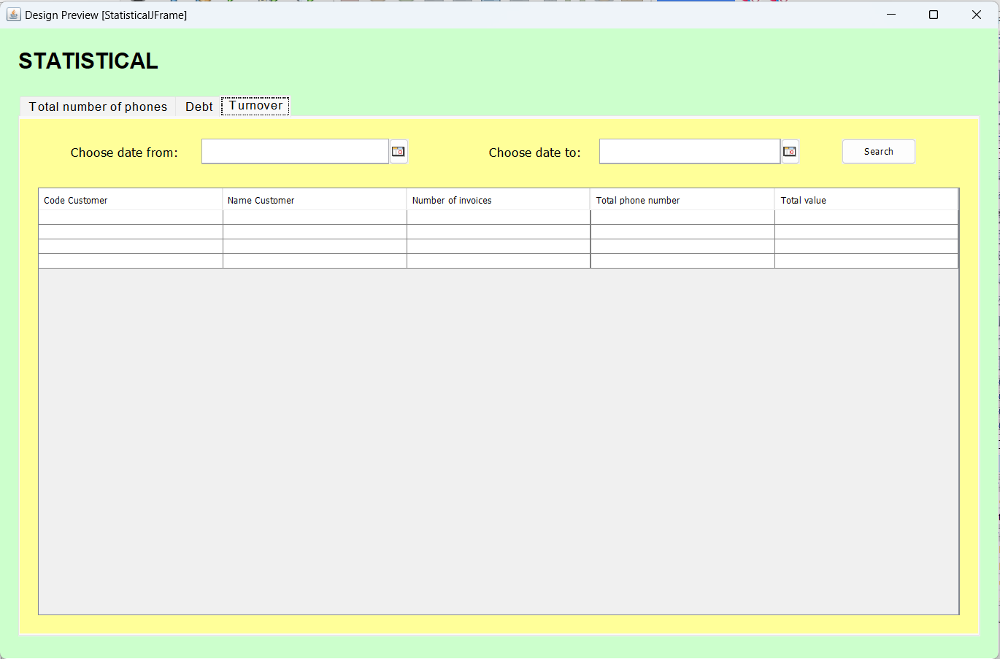 Design Preview [StatisticalJFrame]
STATISTICAL
Total number of phones Debt Turnover
Choose date from: Choose date to: Search
Code Customer Name Customer Number of invoices Total phone number Total value